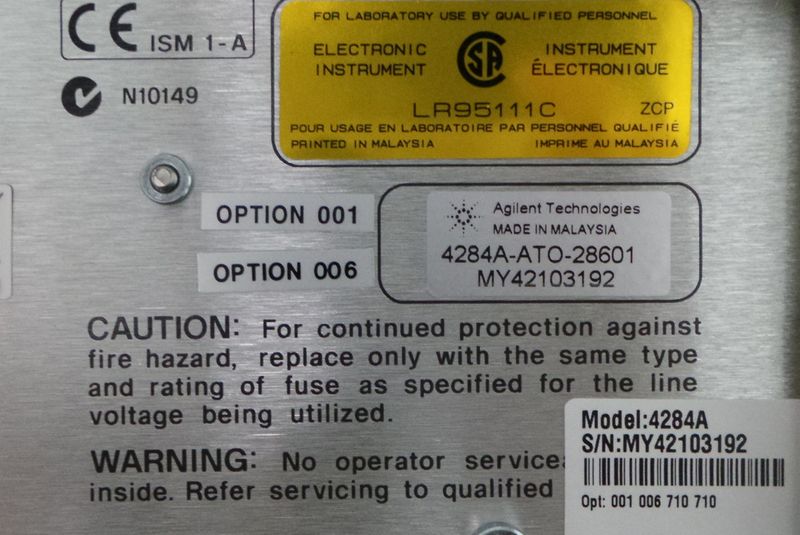 CE ISM 1-A
N10149
FOR LABORATORY USE BY QUALIFIED PERSONNEL
ELECTRONIC INSTRUMENT
CSA
INSTRUMENT ÉLECTRONIQUE
LR95111C ZCP
POUR USAGE EN LABORATOIRE PAR PERSONNEL QUALIFIÉ
PRINTED IN MALAYSIA IMPRIME AU MALAYSIA
OPTION 001
OPTION 006
Agilent Technologies
MADE IN MALAYSIA
4284A-ATO-28601
MY42103192
CAUTION: For continued protection against
fire hazard, replace only with the same type
and rating of fuse as specified for the line
voltage being utilized.
WARNING: No operator service
inside. Refer servicing to qualified
Model:4284A
S/N:MY42103192
Opt: 001 006 710 710